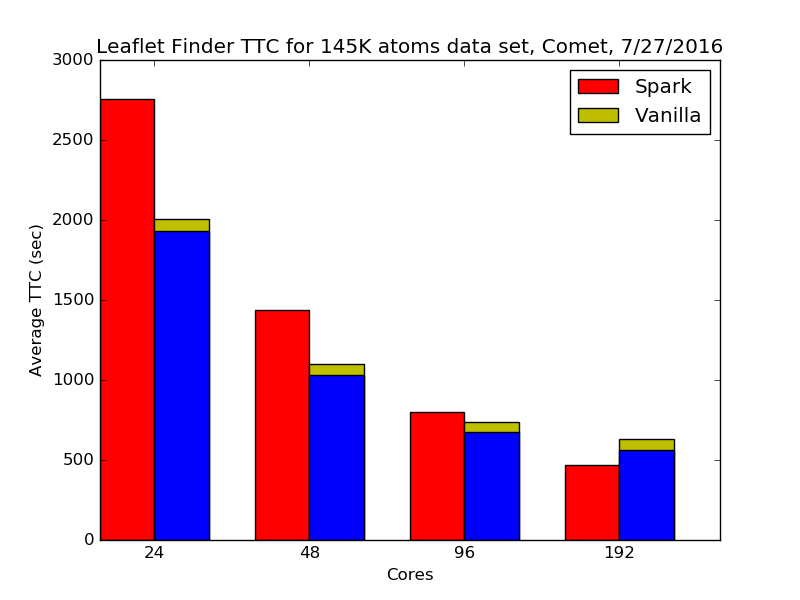 Leaflet Finder TTC for 145K atoms data set, Comet, 7/27/2016
3000
2500
2000
1500
1000
500
0
Average TTC (sec)
Spark
Vanilla
24 48 96 192
Cores